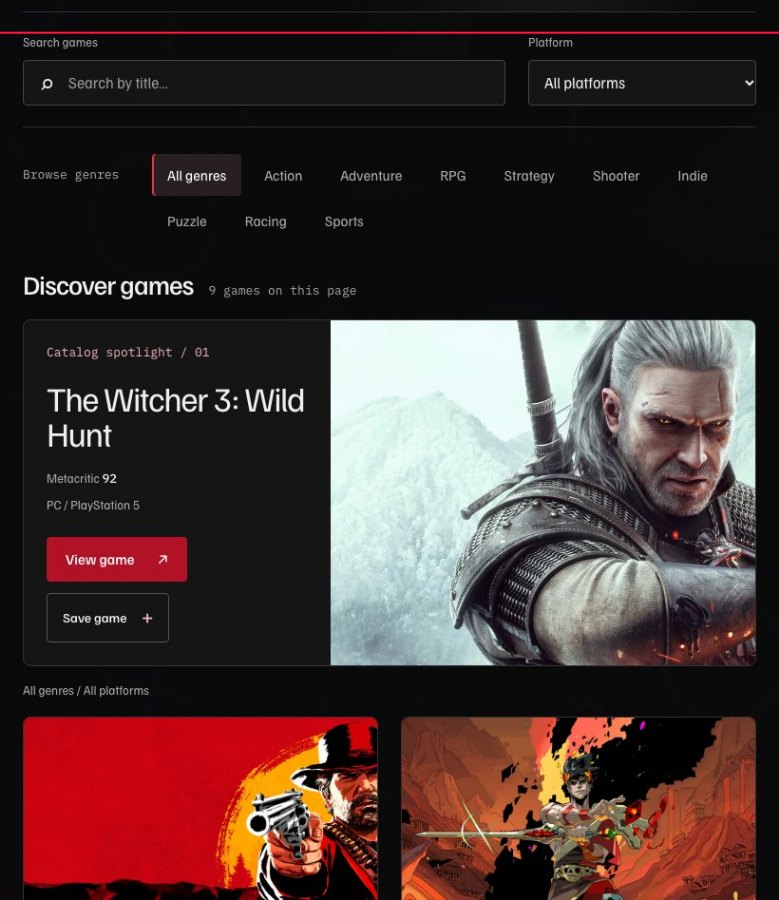 Search games
Platform
Search by title...
All platforms
Browse genres
All genres
Action
Adventure
RPG
Strategy
Shooter
Indie
Puzzle
Racing
Sports
Discover games
9 games on this page
Catalog spotlight / 01
The Witcher 3: Wild
Hunt
Metacritic 92
PC / PlayStation 5
View game
Save game
All genres / All platforms